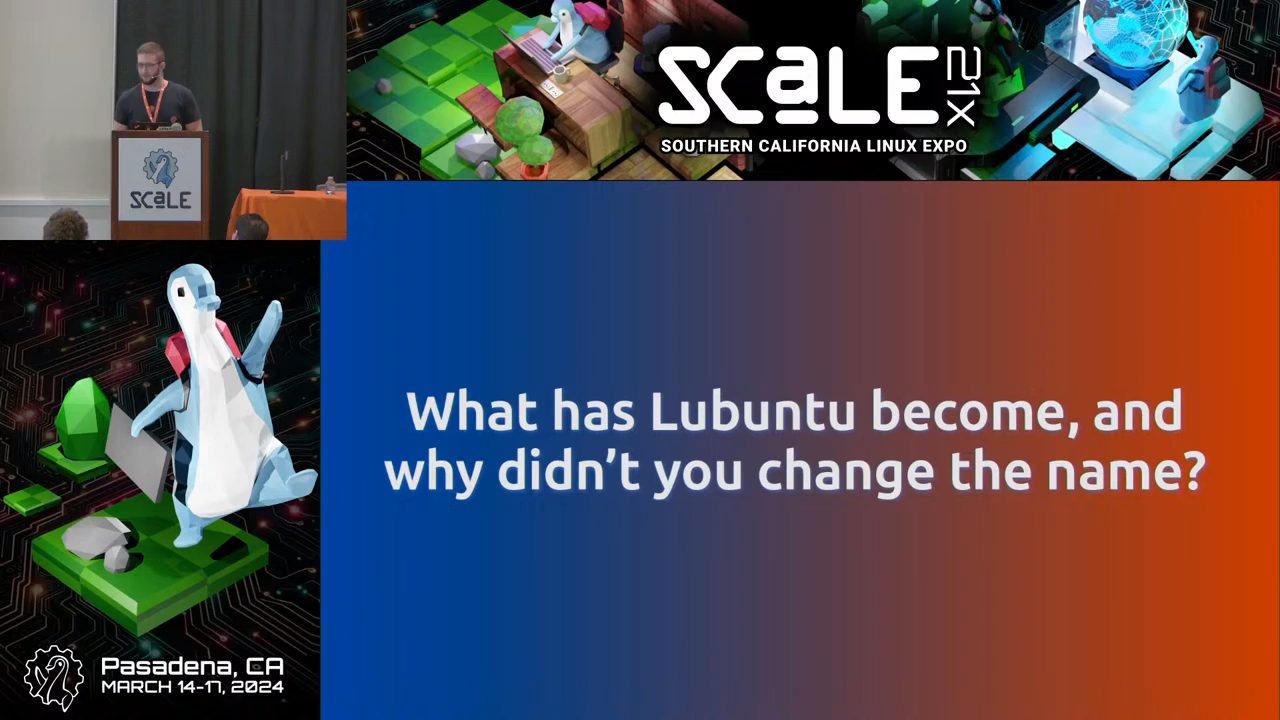 SCaLE 21X
SOUTHERN CALIFORNIA LINUX EXPO
SCaLE
What has Lubuntu become, and
why didn’t you change the name?
Pasadena, CA
MARCH 14-17, 2024